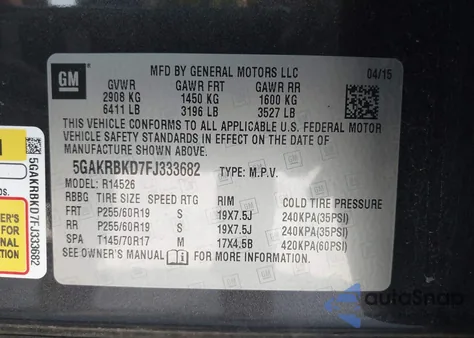 GM
MFD BY GENERAL MOTORS LLC
04/15
GVWR GAWR FRT GAWR RR
2908 KG 1450 KG 1600 KG
6411 LB 3196 LB 3527 LB
THIS VEHICLE CONFORMS TO ALL APPLICABLE U.S. FEDERAL MOTOR
VEHICLE SAFETY STANDARDS IN EFFECT ON THE DATE OF
MANUFACTURE SHOWN ABOVE.
5GAKRBKD7FJ333682 TYPE: M.P.V.
MODEL: R14526
RBBG TIRE SIZE SPEED RTG RIM COLD TIRE PRESSURE
FRT P255/60R19 S 19X7.5J 240KPA(35PSI)
RR P255/60R19 S 19X7.5J 240KPA(35PSI)
SPA T145/70R17 M 17X4.5B 420KPA(60PSI)
SEE OWNER'S MANUAL FOR MORE INFORMATION.
5GAKRBKD7FJ333682
ER'S
FOR
ONAL
TION.
AutoSnap